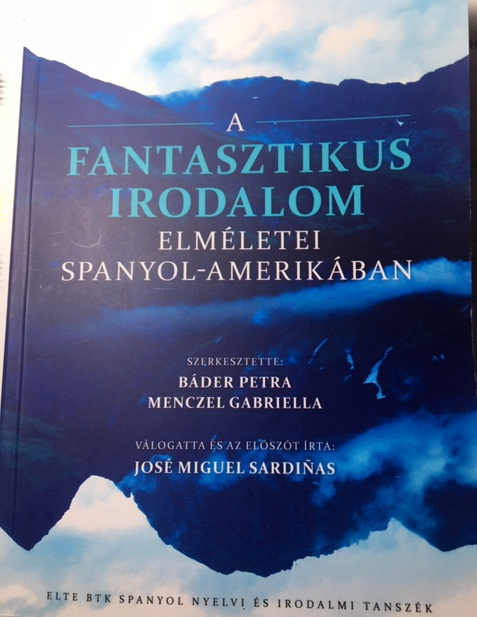 A
FANTASZTIKUS
IRODALOM
ELMÉLETEI
SPANYOL-AMERIKÁBAN
SZERKESZTETTE:
BÁDER PETRA
MENCZEL GABRIELLA
VÁLOGATTA ÉS AZ ELŐSZÓT ÍRTA:
JOSÉ MIGUEL SARDIÑAS
ELTE BTK SPANYOL NYELVI ÉS IRODALMI TANSZÉK